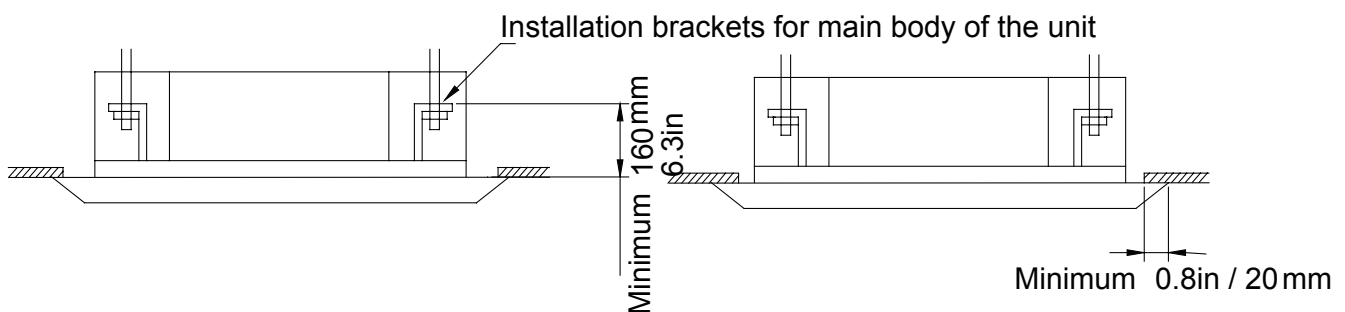 Installation brackets for main body of the unit
Minimum 160mm
6.3in
Minimum 0.8in / 20mm